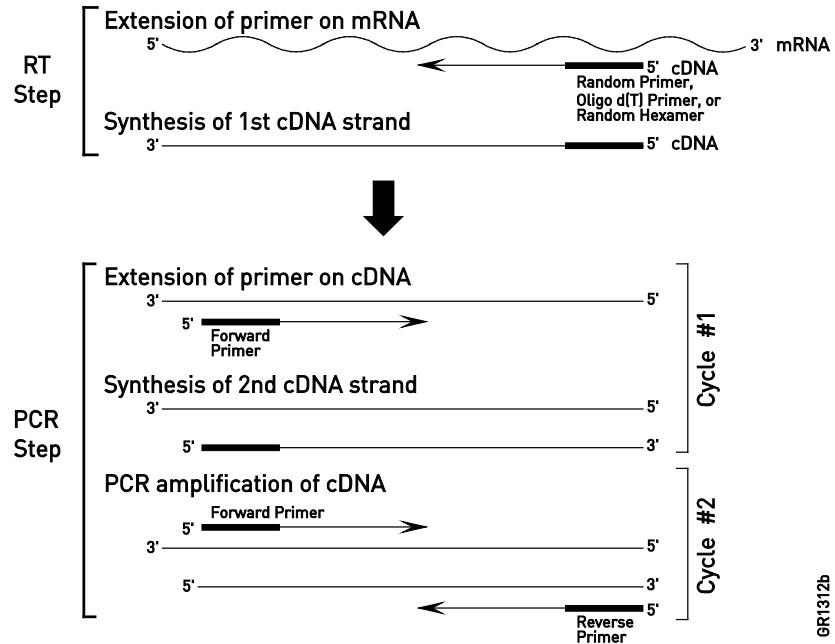 Extension of primer on mRNA
5' 3' mRNA
RT
Step
5' cDNA
Random Primer,
Oligo d(T) Primer, or
Random Hexamer
Synthesis of 1st cDNA strand
3' 5' cDNA
Extension of primer on cDNA
3' 5'
5'
Forward
Primer
Cycle #1
Synthesis of 2nd cDNA strand
3' 5'
5' 3'
PCR
Step
PCR amplification of cDNA
Forward Primer
5'
3' 5'
5' 3'
5'
Reverse
Primer
Cycle #2
GR1312b